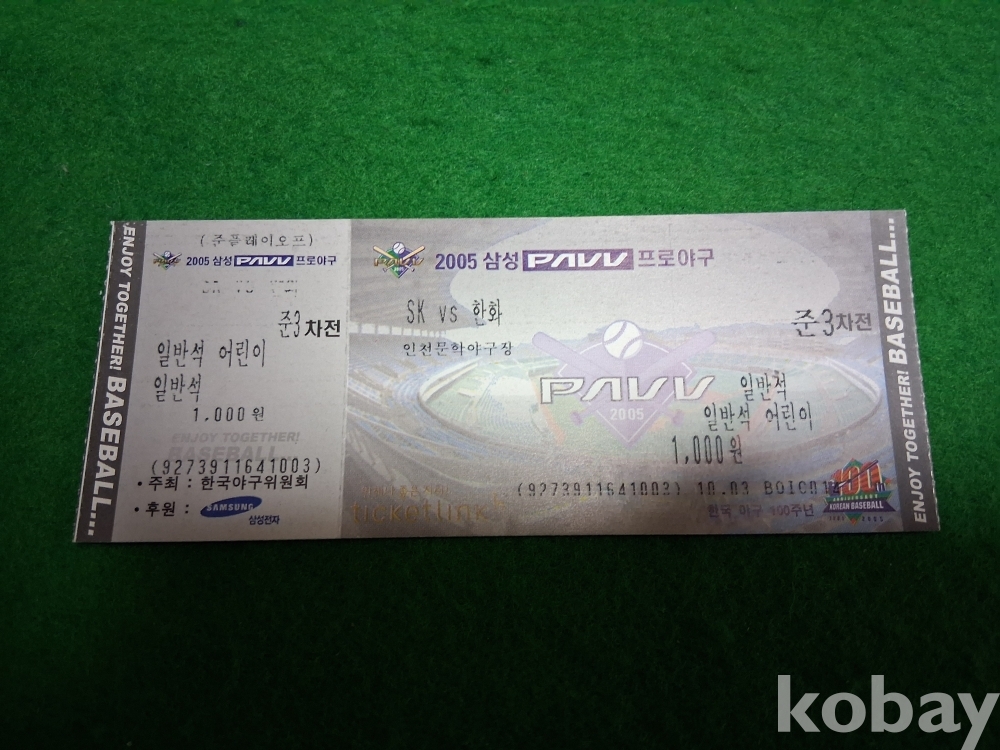 ENJOY TOGETHER! BASEBALL...
(준플레이오프)
2005 삼성 PAVV 프로야구
SK vs 한화
준3차전
일반석 어린이
일반석
1,000원
ENJOY TOGETHER!
BASEBALL...
(9273911641003)
· 주최 : 한국야구위원회
· 후원 : SAMSUNG
삼성전자
2005 삼성 PAVV 프로야구
SK vs 한화
준3차전
인천문학야구장
PAVV
2005
일반석
일반석 어린이
1,000원
(9273911641003) 10.03
ticketlink
한국 야구 100주년
100
KOREAN BASEBALL
ENJOY TOGETHER! BASEBALL...
kobay